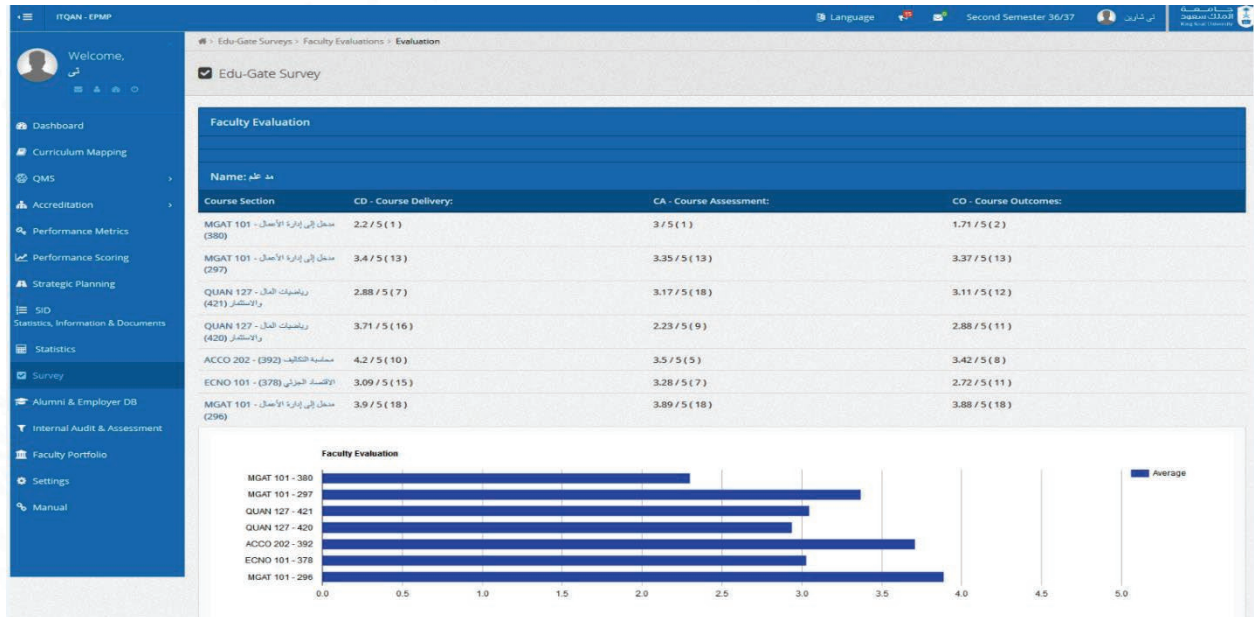 ITQAN - EPMP
Language
Second Semester 36/37
جامعة
الملك سعود
King Saud University
Welcome,
Edu-Gate Surveys > Faculty Evaluations > Evaluation
Edu-Gate Survey
Dashboard
Curriculum Mapping
QMS
Accreditation
Performance Metrics
Performance Scoring
Strategic Planning
SID
Statistics, Information & Documents
Statistics
Survey
Alumni & Employer DB
Internal Audit & Assessment
Faculty Portfolio
Settings
Manual
Faculty Evaluation
Name:
Course Section CD - Course Delivery: CA - Course Assessment: CO - Course Outcomes:
MGAT 101 - مدخل إلى إدارة الأعمال 2.2 / 5 ( 1 ) 3 / 5 ( 1 ) 1.71 / 5 ( 2 )
(380)
MGAT 101 - مدخل إلى إدارة الأعمال 3.4 / 5 ( 13 ) 3.35 / 5 ( 13 ) 3.37 / 5 ( 13 )
(297)
QUAN 127 - رياضيات المال 2.88 / 5 ( 7 ) 3.17 / 5 ( 18 ) 3.11 / 5 ( 12 )
والاستثمار (421)
QUAN 127 - رياضيات المال 3.71 / 5 ( 16 ) 2.23 / 5 ( 9 ) 2.88 / 5 ( 11 )
والاستثمار (420)
ACCO 202 - محاسبة التكاليف (392) 4.2 / 5 ( 10 ) 3.5 / 5 ( 5 ) 3.42 / 5 ( 8 )
ECNO 101 - الاقتصاد الجزئي (378) 3.09 / 5 ( 15 ) 3.28 / 5 ( 7 ) 2.72 / 5 ( 11 )
MGAT 101 - مدخل إلى إدارة الأعمال 3.9 / 5 ( 18 ) 3.89 / 5 ( 18 ) 3.88 / 5 ( 18 )
(296)
Faculty Evaluation
Average
MGAT 101 - 380
MGAT 101 - 297
QUAN 127 - 421
QUAN 127 - 420
ACCO 202 - 392
ECNO 101 - 378
MGAT 101 - 296
0.0 0.5 1.0 1.5 2.0 2.5 3.0 3.5 4.0 4.5 5.0